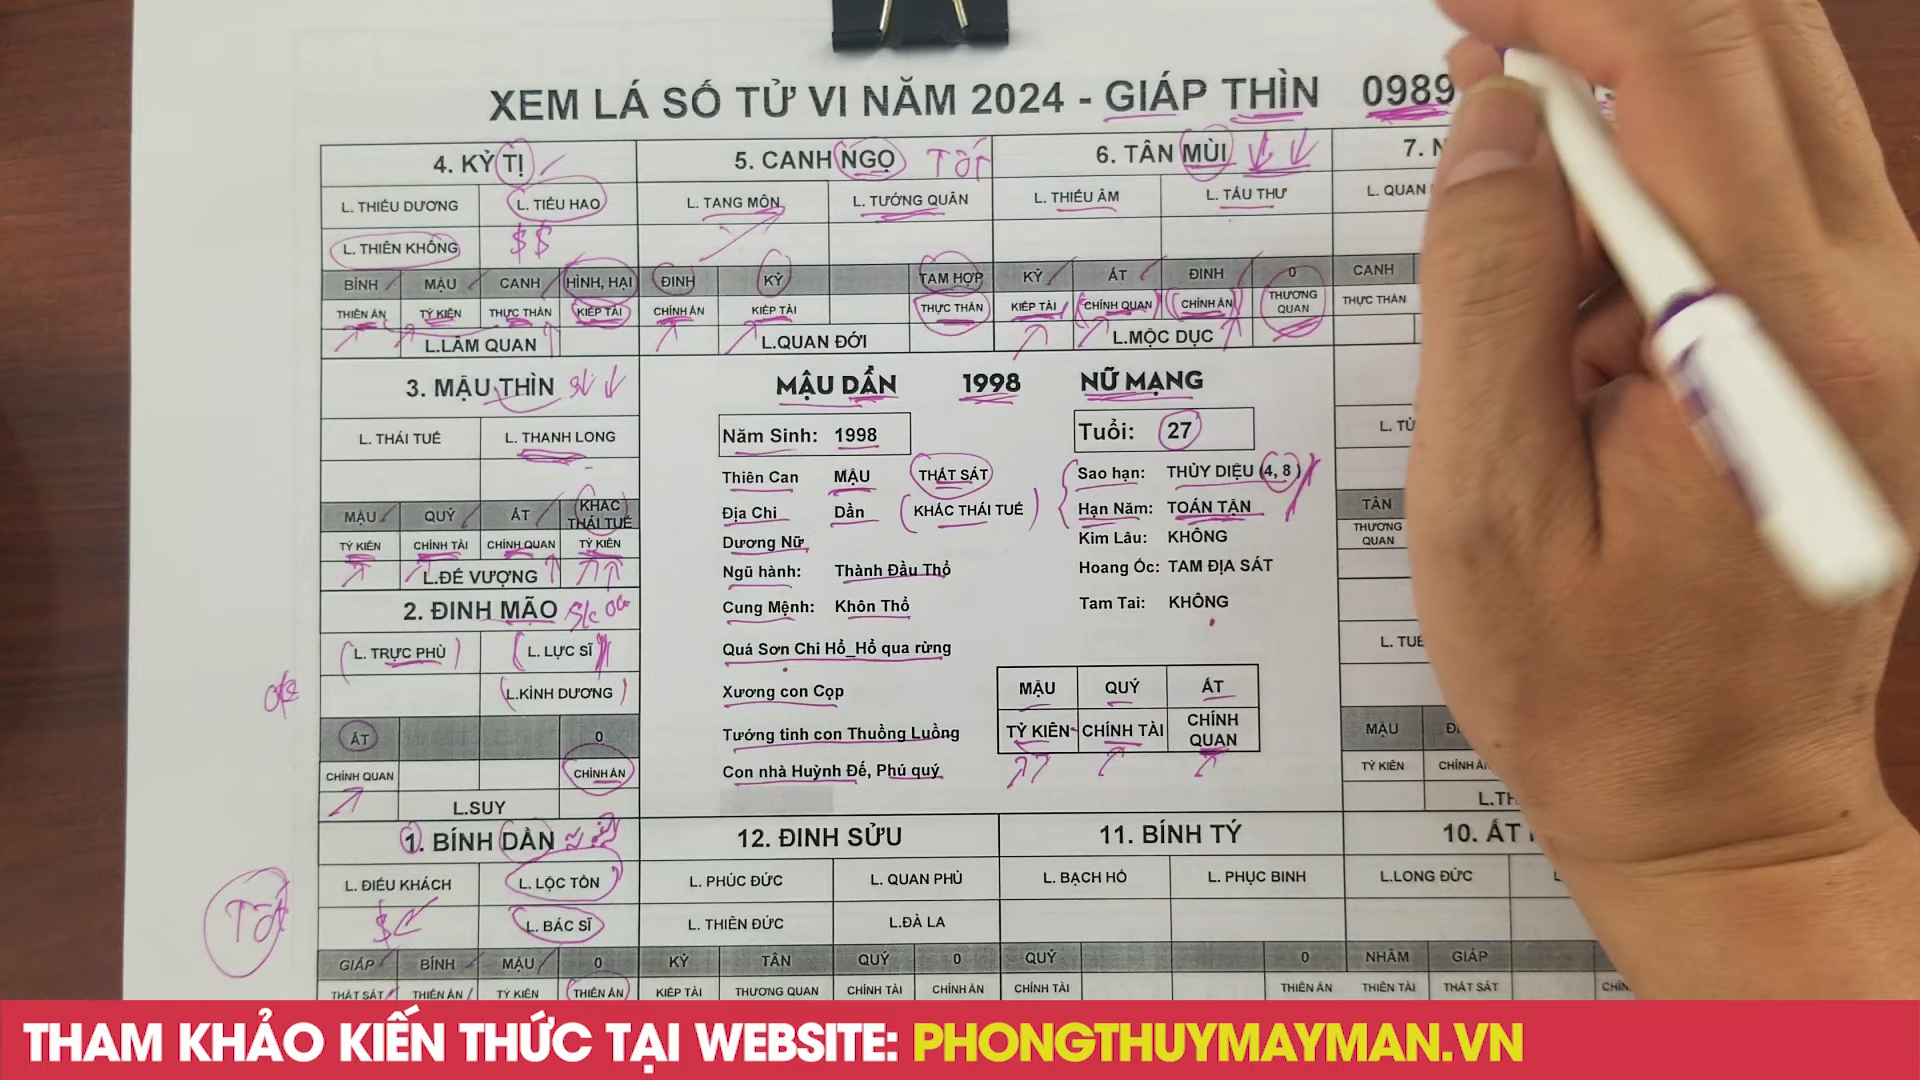 XEM LÁ SỐ TỬ VI NĂM 2024 - GIÁP THÌN 0989
4. KỶ TỊ
5. CANH NGỌ TỐT
6. TÂN MÙI
7. N
L. THIẾU DƯƠNG L. TIỂU HAO L. TANG MÔN L. TƯỚNG QUÂN L. THIẾU ÂM L. TẤU THƯ L. QUAN
L. THIÊN KHÔNG $$
BÍNH MẬU CANH HÌNH, HẠI ĐINH KỶ TAM HỢP KỶ ẤT ĐINH 0 CANH
THIÊN ẤN TỶ KIÊN THỰC THẦN KIẾP TÀI CHÍNH ẤN KIẾP TÀI THỰC THẦN KIẾP TÀI CHÍNH QUAN CHÍNH ẤN THƯƠNG QUAN THỰC THẦN
L.LÂM QUAN L.QUAN ĐỚI L.MỘC DỤC
3. MẬU THÌN
L. THÁI TUẾ L. THANH LONG
MẬU QUÝ ẤT KHẮC THÁI TUẾ
TỶ KIÊN CHÍNH TÀI CHÍNH QUAN TỶ KIÊN
L.ĐẾ VƯỢNG
2. ĐINH MÃO
L. TRỰC PHÙ L. LỰC SĨ
L.KÌNH DƯƠNG
ẤT 0
CHÍNH QUAN CHÍNH ẤN
L.SUY
MẬU DẦN 1998 NỮ MẠNG
Năm Sinh: 1998 Tuổi: 27
Thiên Can MẬU THẤT SÁT Sao hạn: THỦY DIỆU (4, 8 )
Địa Chi Dần KHẮC THÁI TUẾ Hạn Năm: TOÁN TẬN
Dương Nữ Kim Lâu: KHÔNG
Ngũ hành: Thành Đầu Thổ Hoang Ốc: TAM ĐỊA SÁT
Cung Mệnh: Khôn Thổ Tam Tai: KHÔNG
Quá Sơn Chi Hổ_Hổ qua rừng
Xương con Cọp
Tướng tinh con Thuồng Luồng
Con nhà Huỳnh Đế, Phú quý
MẬU QUÝ ẤT
TỶ KIÊN CHÍNH TÀI CHÍNH QUAN
L. TUẾ
TÂN
THƯƠNG QUAN
MẬU
TỶ KIÊN CHÍNH
1. BÍNH DẦN
12. ĐINH SỬU
11. BÍNH TÝ
10. ẤT
TỐT
L. ĐIẾU KHÁCH L. LỘC TỒN L. PHÚC ĐỨC L. QUAN PHỦ L. BẠCH HỔ L. PHỤC BINH L.LONG ĐỨC
$ L. BÁC SĨ L. THIÊN ĐỨC L.ĐÀ LA
GIÁP BÍNH MẬU 0 KỶ TÂN QUÝ 0 QUÝ 0 NHÂM GIÁP
THẤT SÁT THIÊN ẤN TỶ KIÊN THIÊN ẤN KIẾP TÀI THƯƠNG QUAN CHÍNH TÀI CHÍNH ẤN CHÍNH TÀI THIÊN ẤN THIÊN TÀI THẤT SÁT
THAM KHẢO KIẾN THỨC TẠI WEBSITE: PHONGTHUYMAYMAN.VN